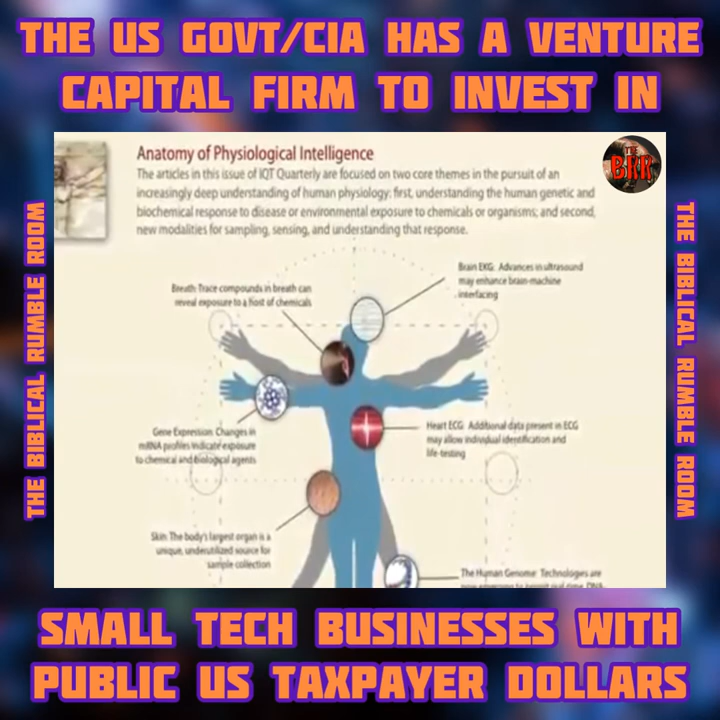 THE US GOVT/CIA HAS A VENTURE
CAPITAL FIRM TO INVEST IN
THE BRR
Anatomy of Physiological Intelligence
The articles in this issue of IQT Quarterly are focused on two core themes in the pursuit of an
increasingly deep understanding of human physiology: first, understanding the human genetic and
biochemical response to disease or environmental exposure to chemicals or organisms; and second,
new modalities for sampling, sensing, and understanding that response.
THE BIBLICAL RUMBLE ROOM
THE BIBLICAL RUMBLE ROOM
Brain EKG: Advances in ultrasound
may enhance brain-machine
interfacing
Breath: Trace compounds in breath can
reveal exposure to a host of chemicals
Gene Expression: Changes in
mRNA profiles indicate exposure
to chemical and biological agents
Heart ECG: Additional data present in ECG
may allow individual identification and
life-testing
Skin: The body's largest organ is a
unique, underutilized source for
sample collection
The Human Genome: Technologies are
SMALL TECH BUSINESSES WITH
PUBLIC US TAXPAYER DOLLARS